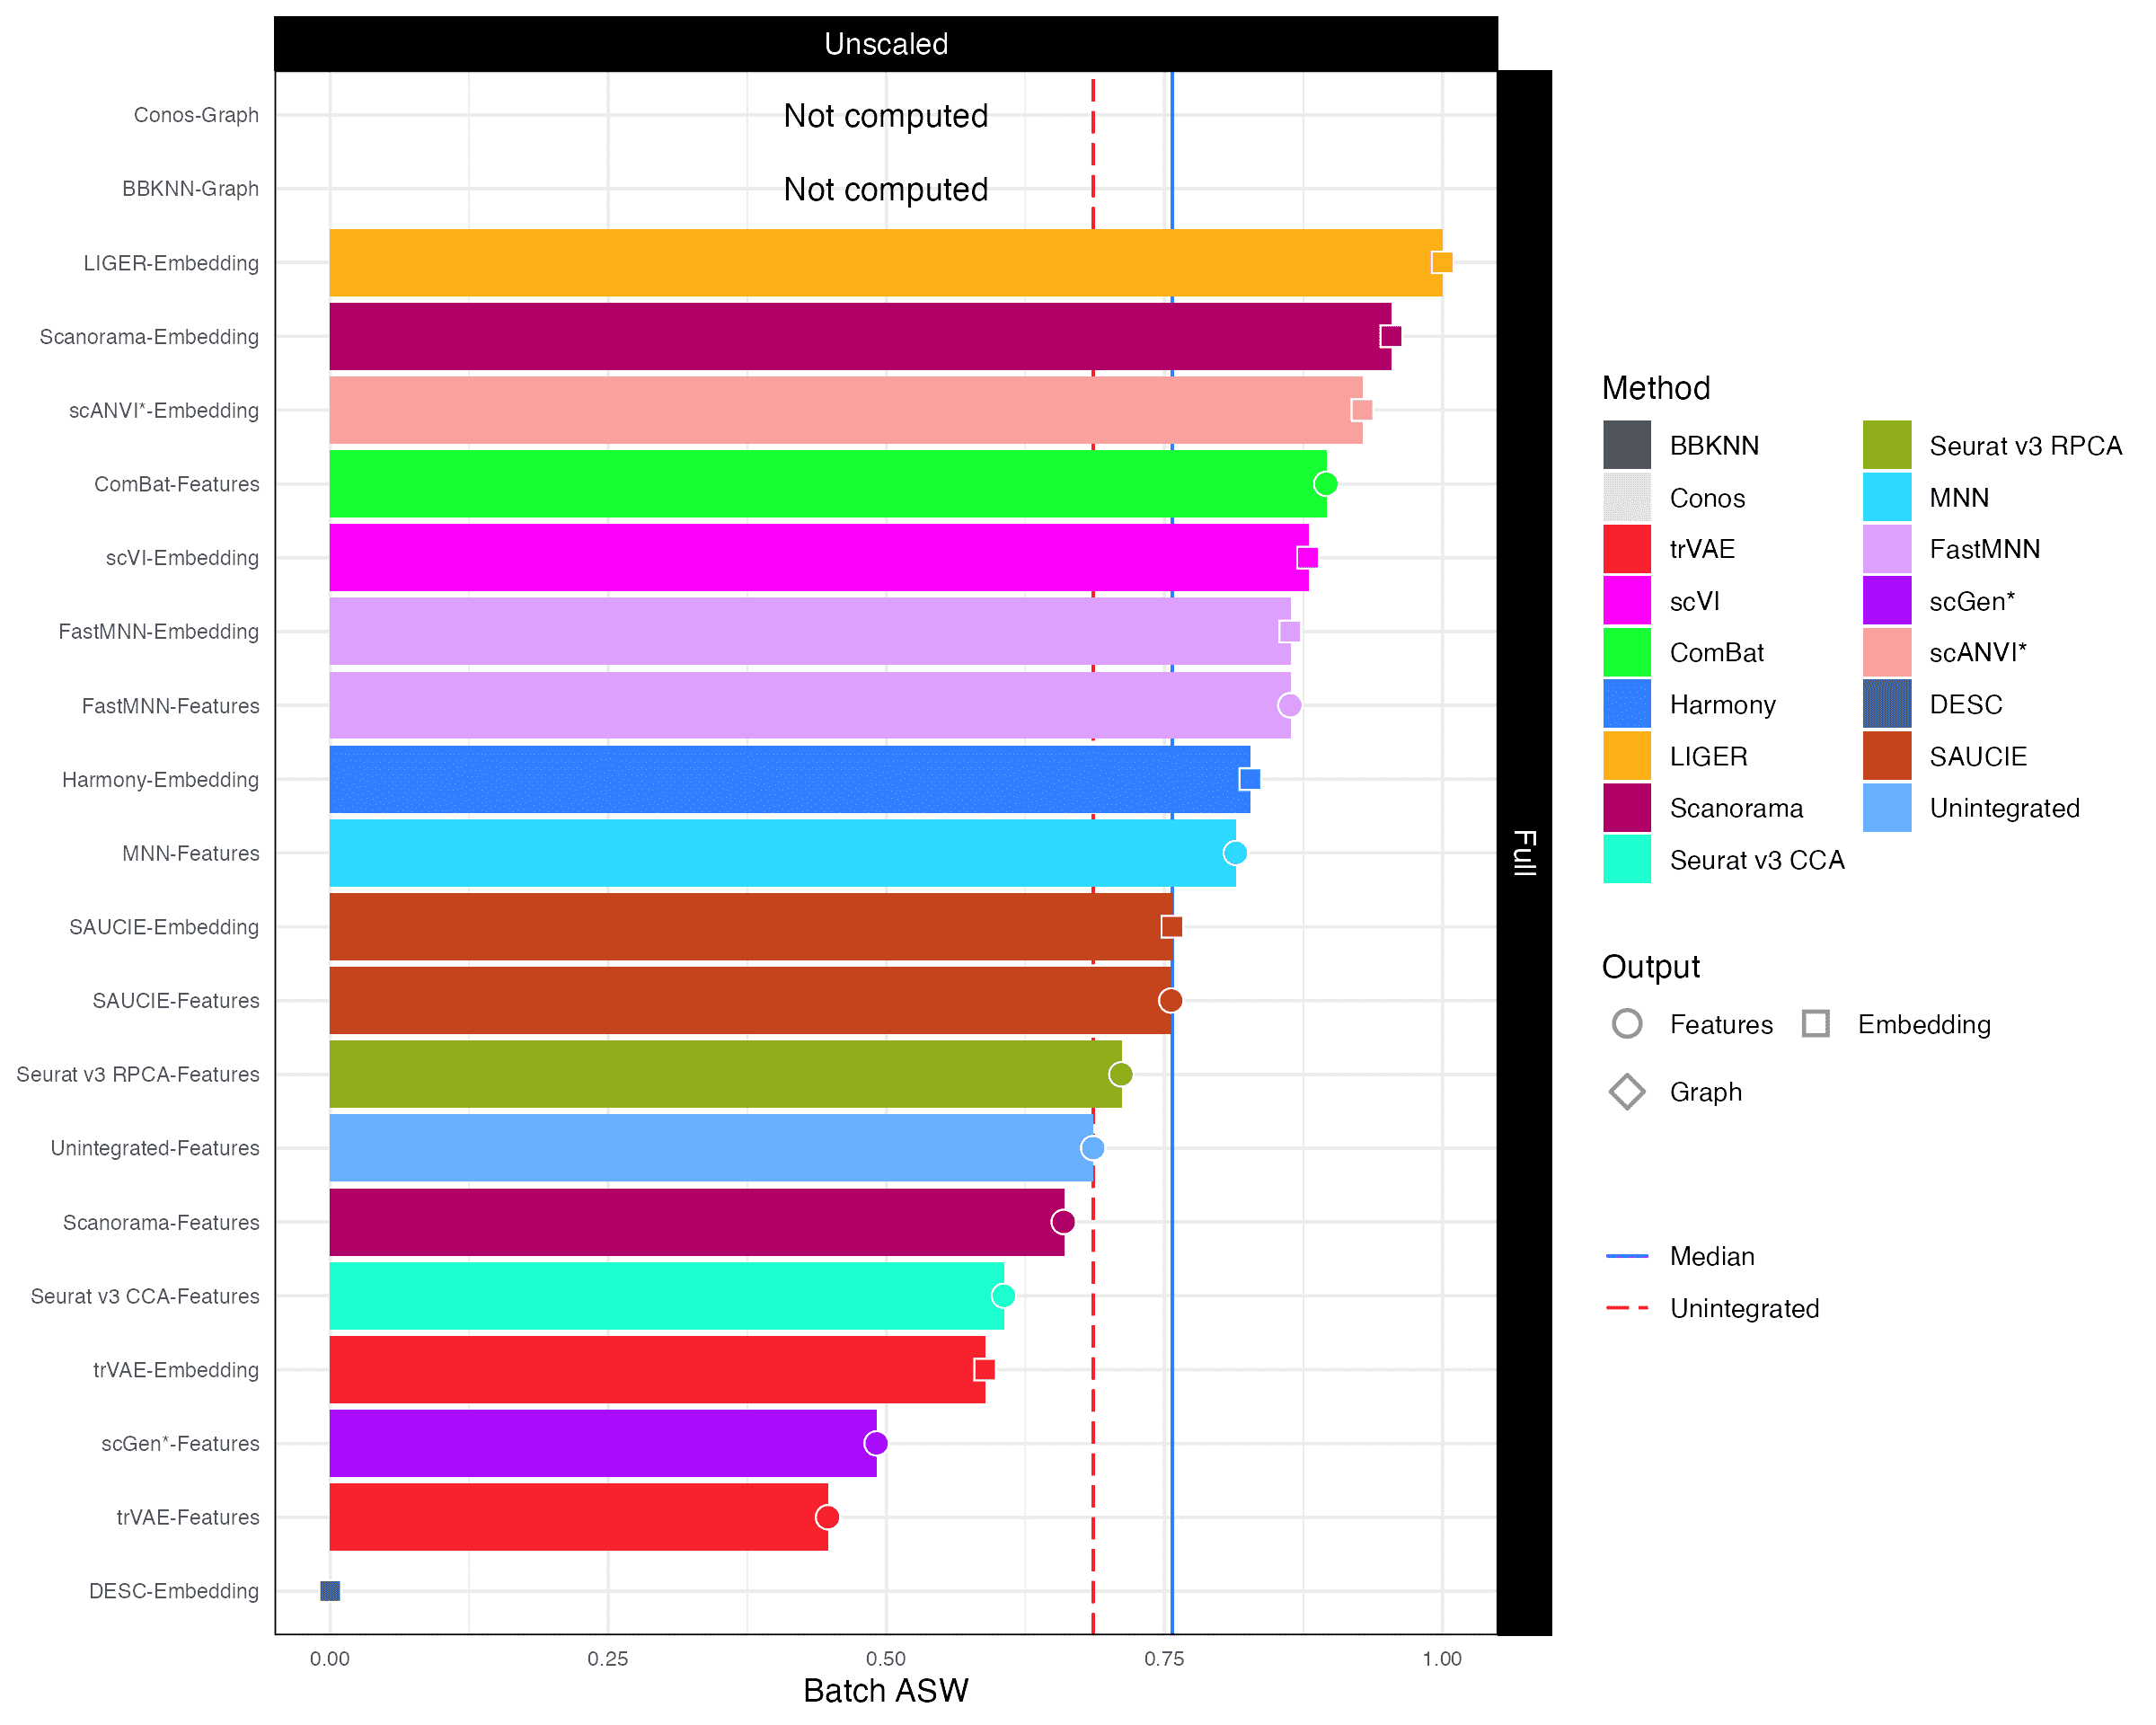 Unscaled
Conos-Graph
Not computed
BBKNN-Graph
Not computed
LIGER-Embedding
Scanorama-Embedding
scANVI*-Embedding
ComBat-Features
scVI-Embedding
FastMNN-Embedding
FastMNN-Features
Harmony-Embedding
MNN-Features
SAUCIE-Embedding
SAUCIE-Features
Seurat v3 RPCA-Features
Unintegrated-Features
Scanorama-Features
Seurat v3 CCA-Features
trVAE-Embedding
scGen*-Features
trVAE-Features
DESC-Embedding
0.00 0.25 0.50 0.75 1.00
Batch ASW
Full
Method
BBKNN
Conos
trVAE
scVI
ComBat
Harmony
LIGER
Scanorama
Seurat v3 CCA
Seurat v3 RPCA
MNN
FastMNN
scGen*
scANVI*
DESC
SAUCIE
Unintegrated
Output
Features Embedding
Graph
Median
Unintegrated